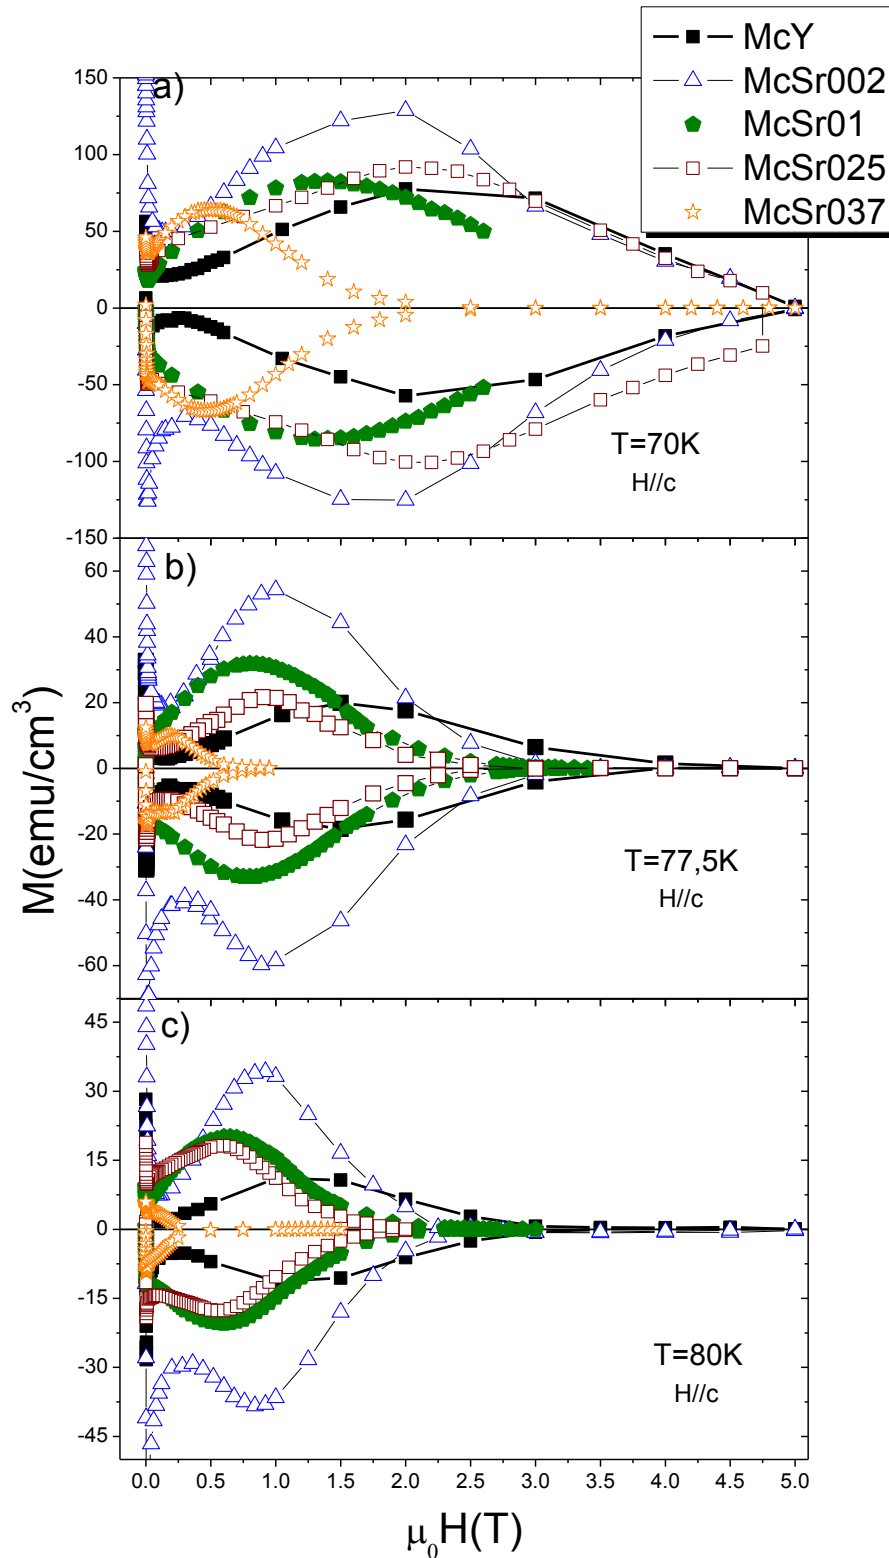 McY
McSr002
McSr01
McSr025
McSr037
a)
150
100
50
0
-50
-100
-150
T=70K
H//c
b)
60
40
20
0
-20
-40
-60
T=77,5K
H//c
M(emu/cm³)
c)
45
30
15
0
-15
-30
-45
T=80K
H//c
0.0 0.5 1.0 1.5 2.0 2.5 3.0 3.5 4.0 4.5 5.0
μ₀H(T)